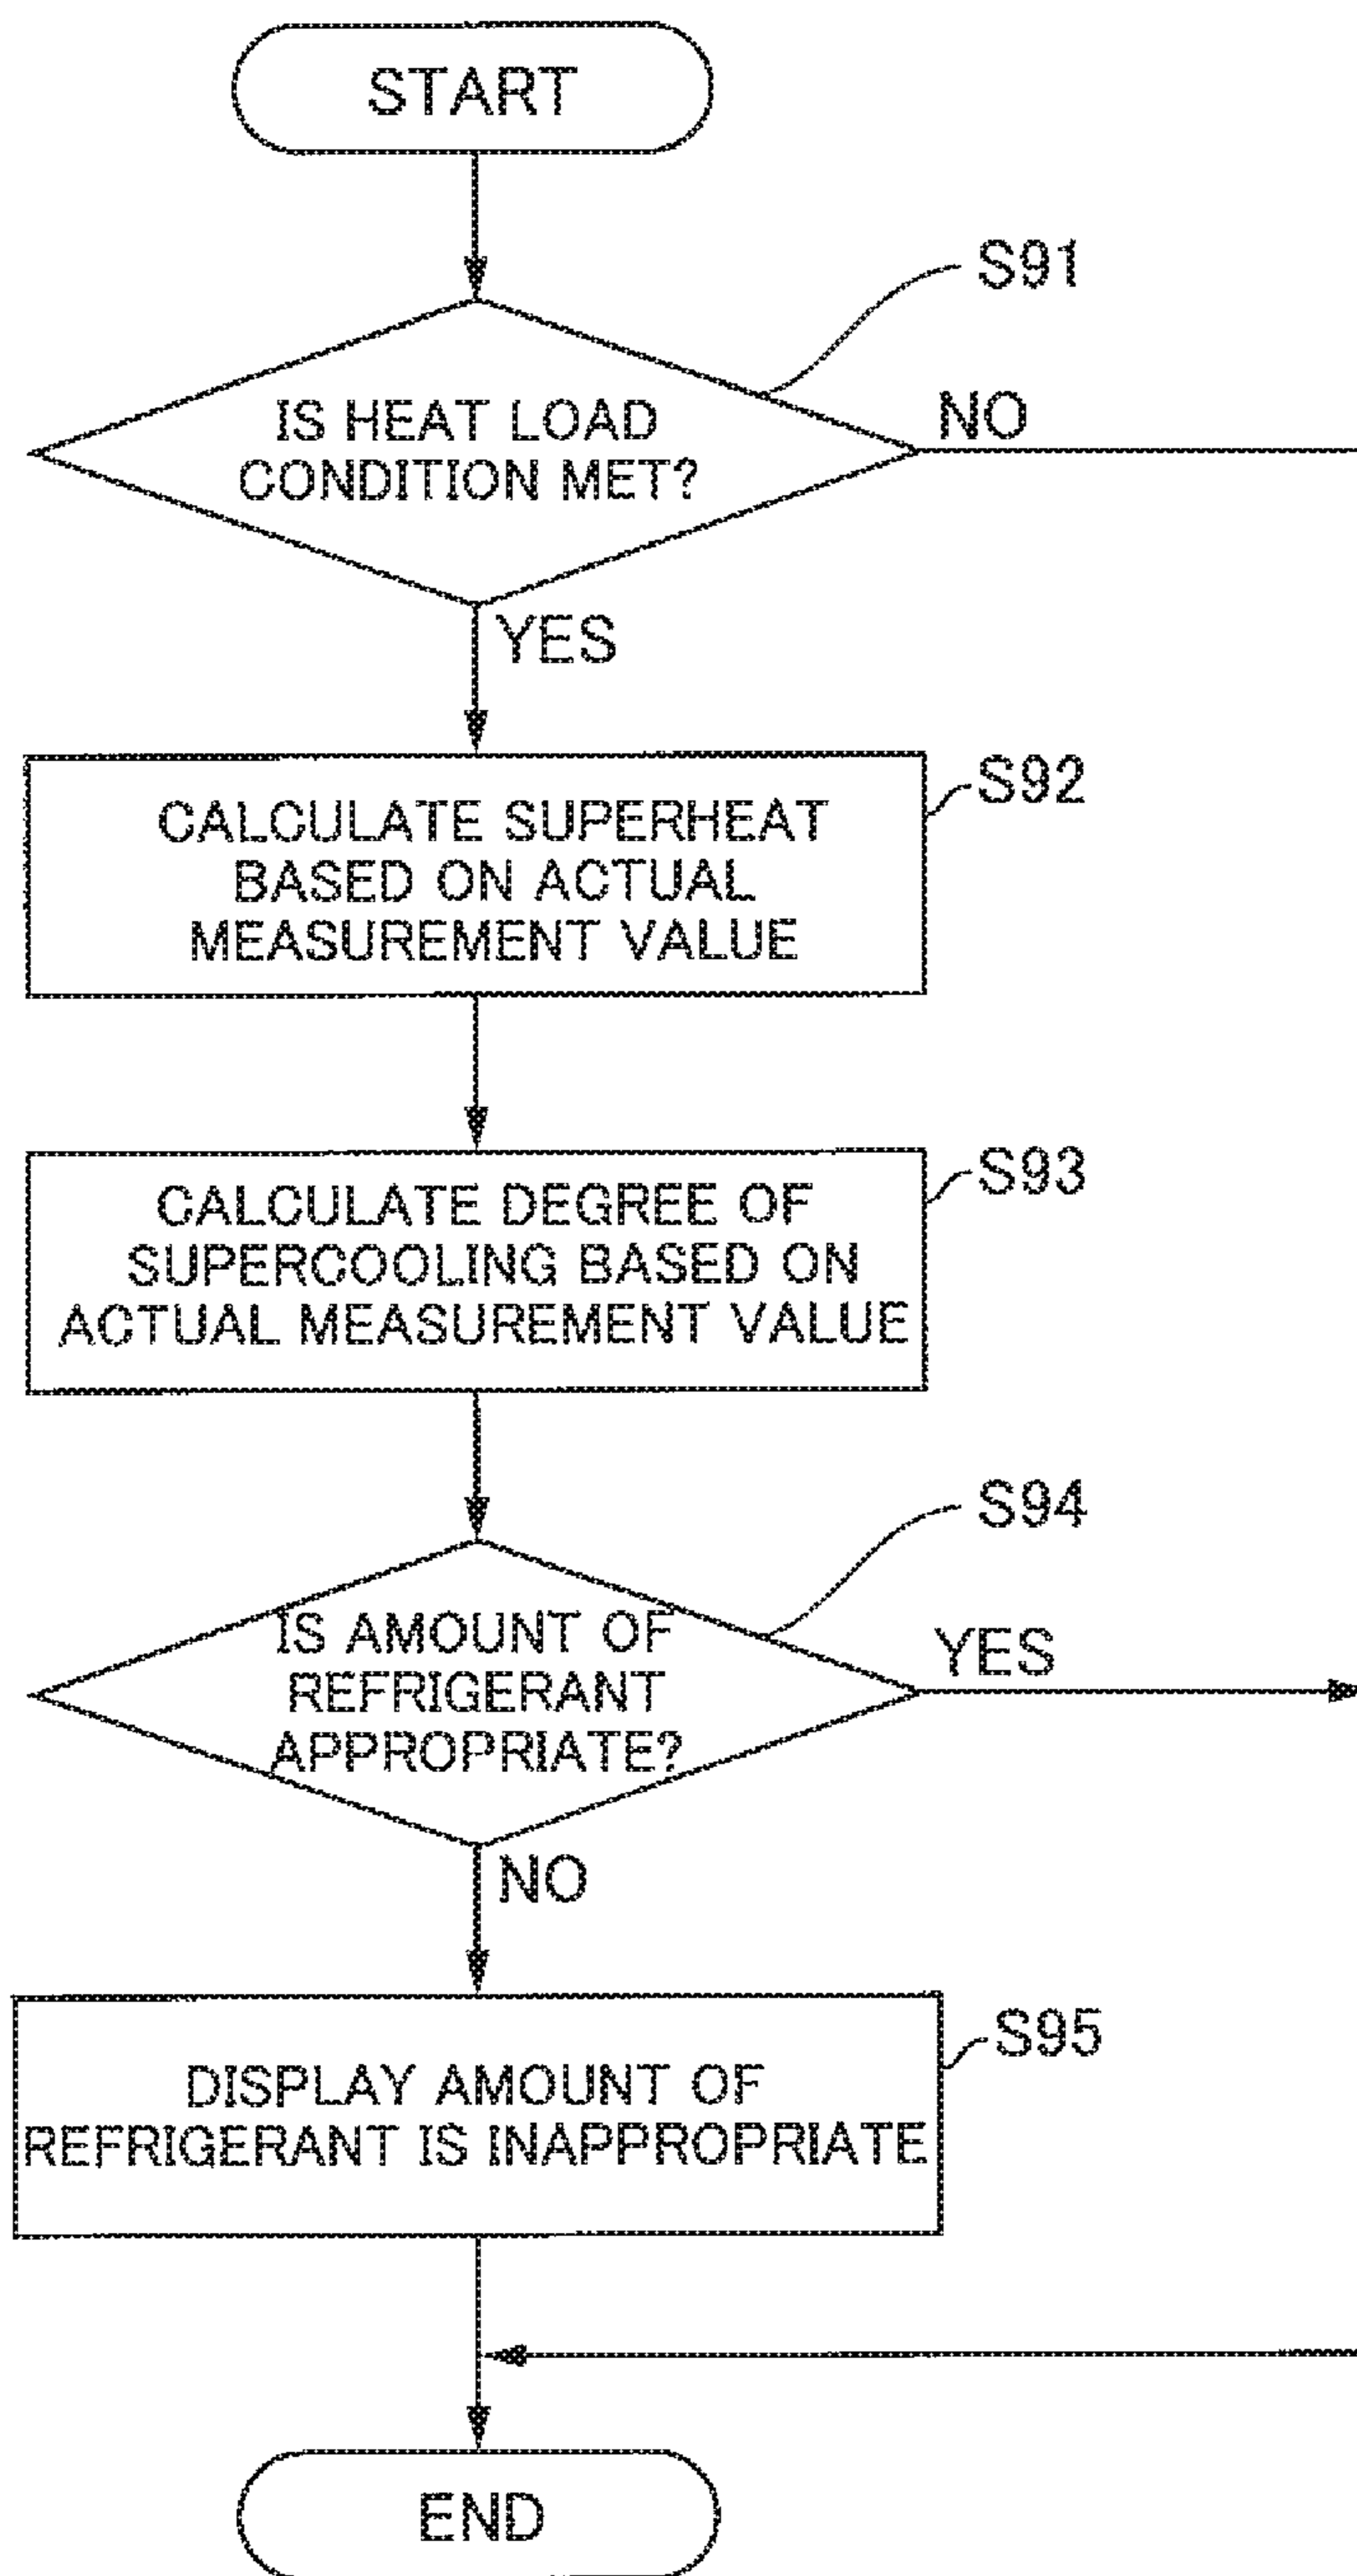 START
S91
IS HEAT LOAD
CONDITION MET?
NO
YES
S92
CALCULATE SUPERHEAT
BASED ON ACTUAL
MEASUREMENT VALUE
S93
CALCULATE DEGREE OF
SUPERCOOLING BASED ON
ACTUAL MEASUREMENT VALUE
S94
IS AMOUNT OF
REFRIGERANT
APPROPRIATE?
YES
NO
S95
DISPLAY AMOUNT OF
REFRIGERANT IS INAPPROPRIATE
END